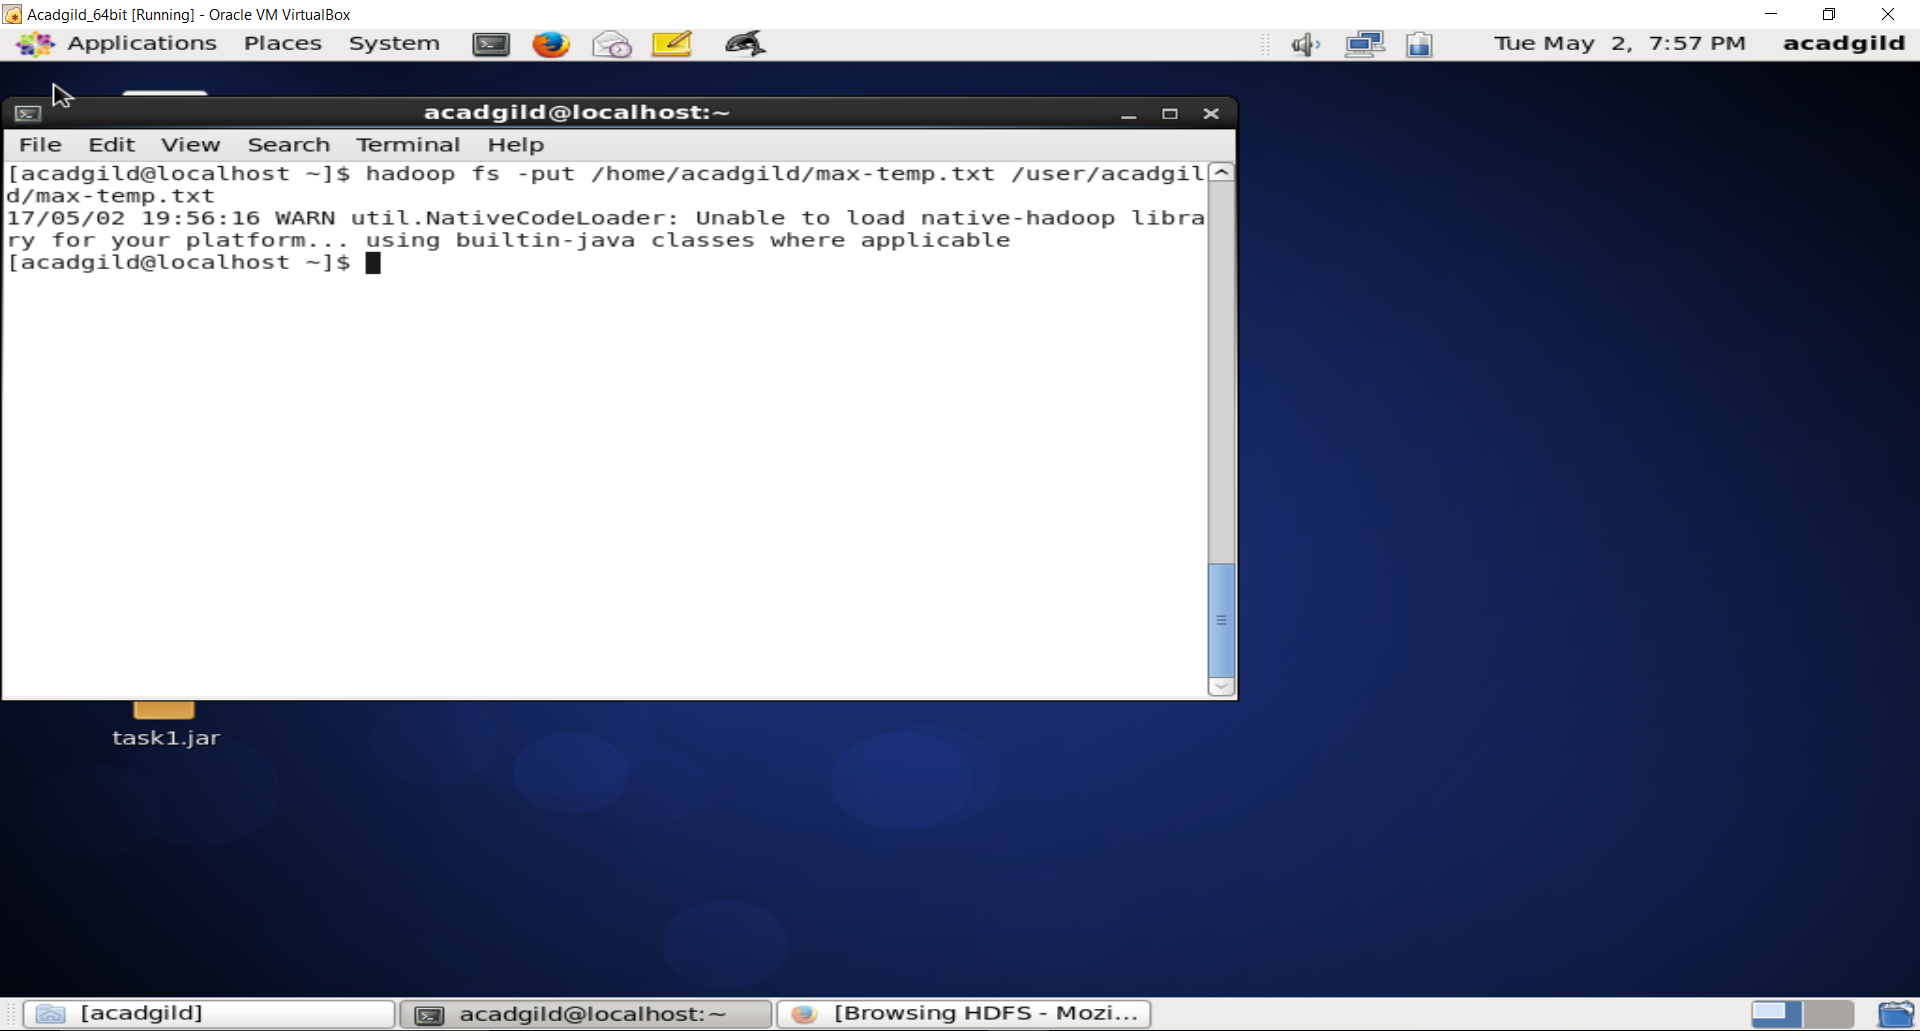 Acadgild_64bit [Running] - Oracle VM VirtualBox
Applications Places System Tue May 2, 7:57 PM acadgild
acadgild@localhost:~
File Edit View Search Terminal Help
[acadgild@localhost ~]$ hadoop fs -put /home/acadgild/max-temp.txt /user/acadgil
d/max-temp.txt
17/05/02 19:56:16 WARN util.NativeCodeLoader: Unable to load native-hadoop libra
ry for your platform... using builtin-java classes where applicable
[acadgild@localhost ~]$
task1.jar
[acadgild] acadgild@localhost:~ [Browsing HDFS - Mozi...